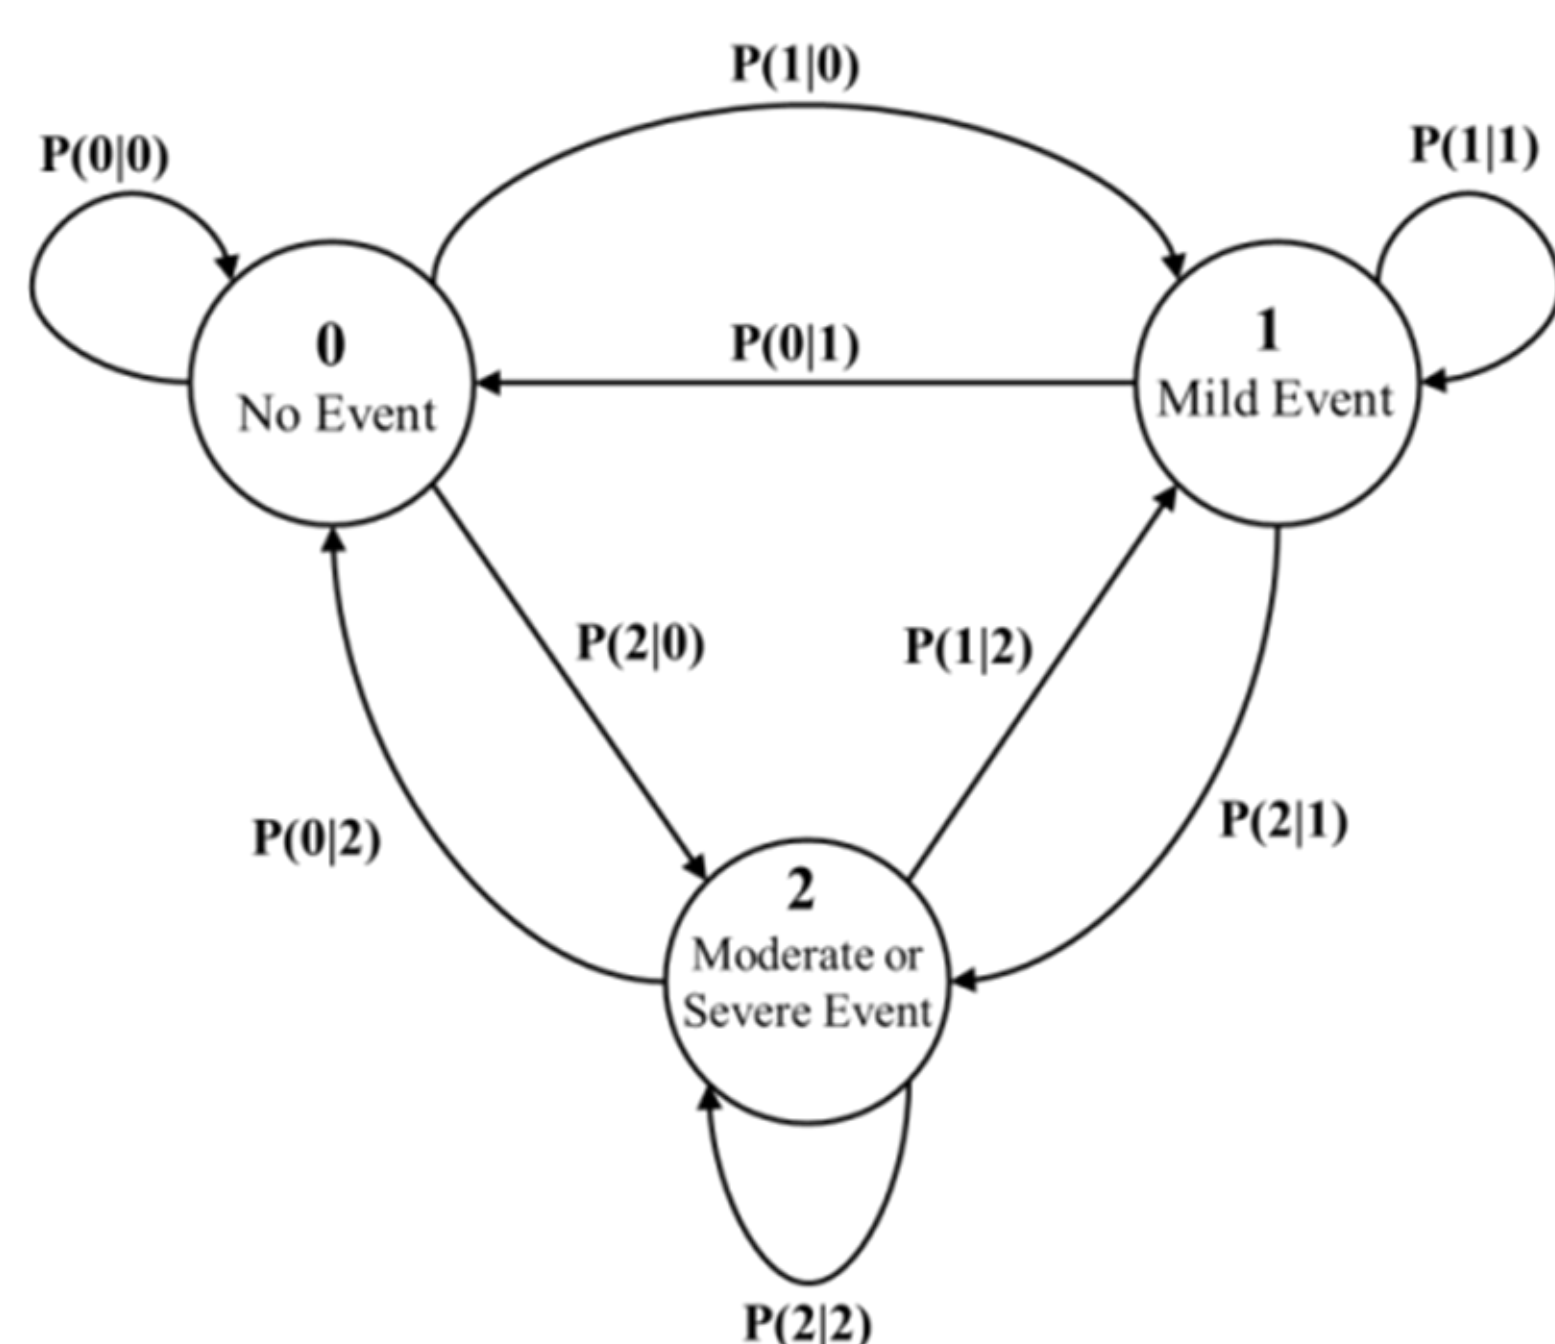 P(1|0)
P(0|0)
P(1|1)
0
No Event
P(0|1)
1
Mild Event
P(2|0)
P(1|2)
P(0|2)
P(2|1)
2
Moderate or
Severe Event
P(2|2)